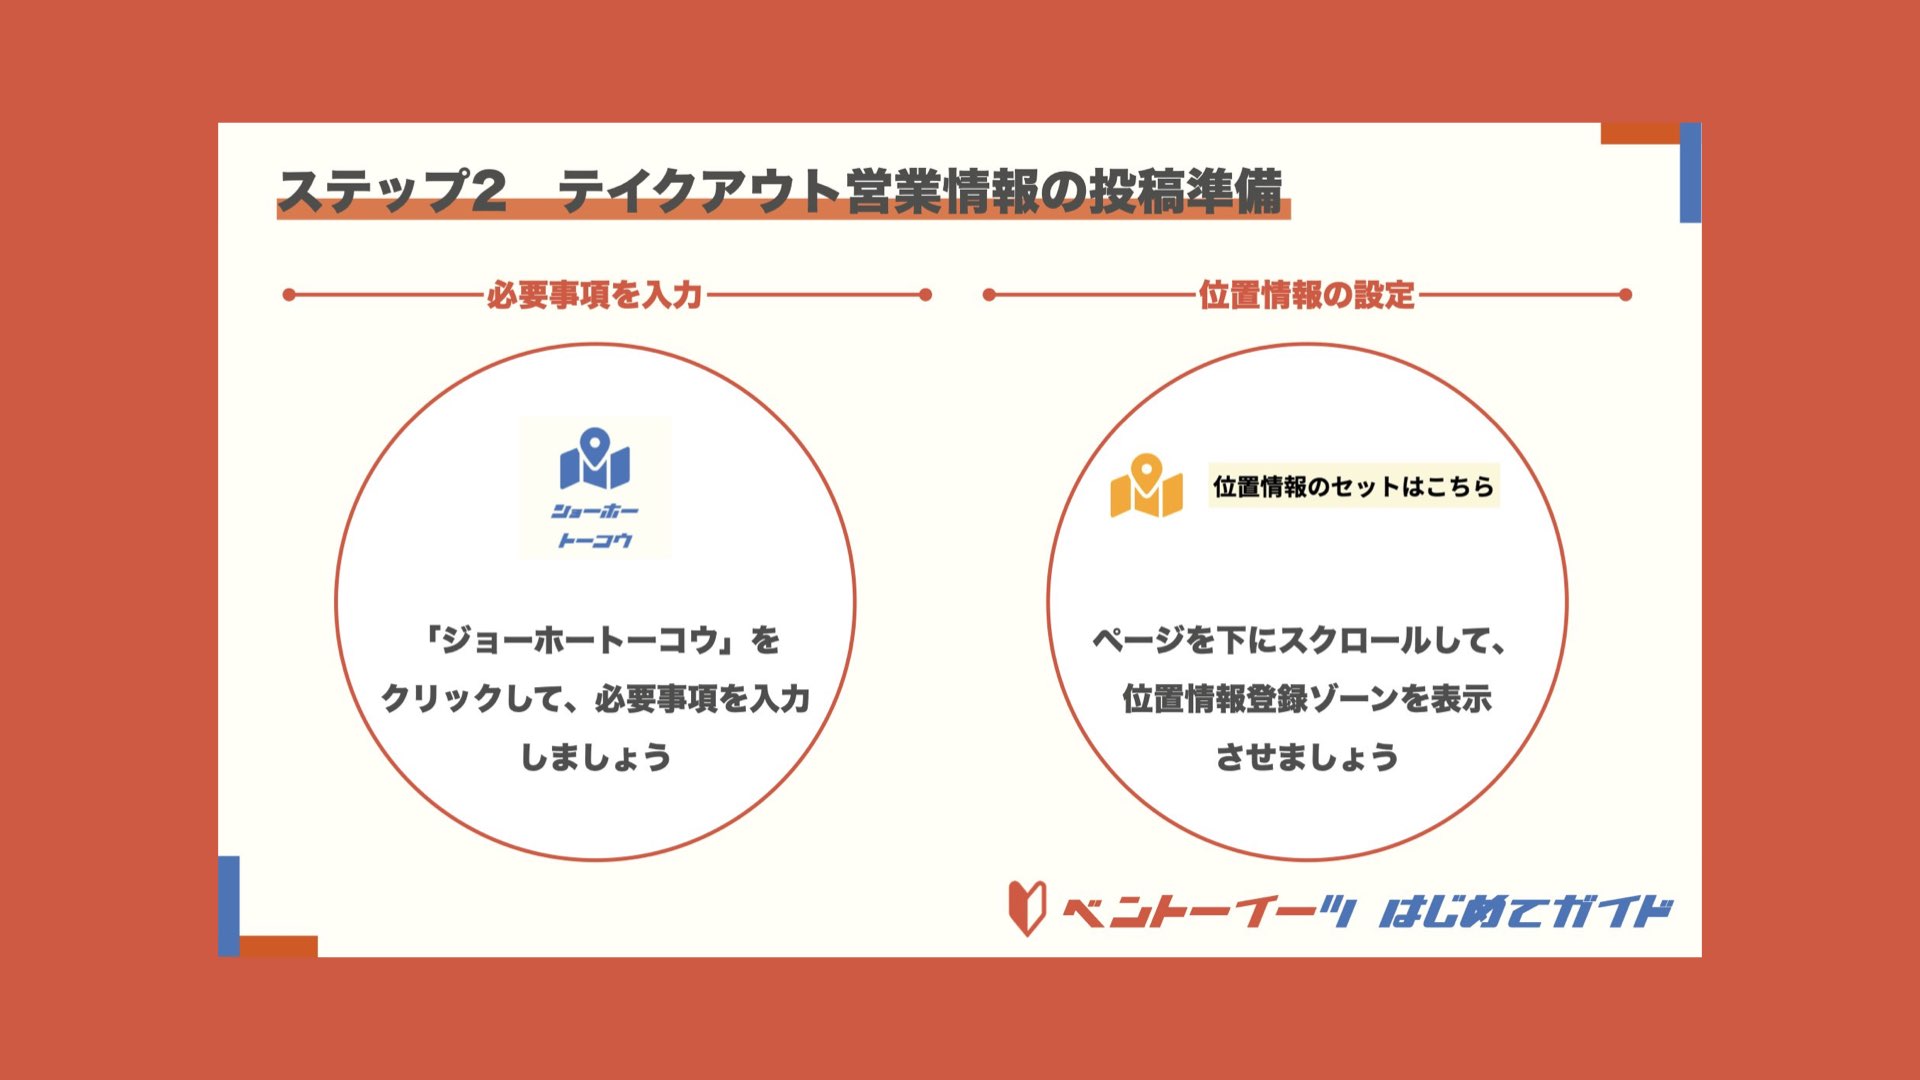 ステップ2　テイクアウト営業情報の投稿準備
必要事項を入力
ショーホー
トーコウ
「ジョーホートーコウ」を
クリックして、必要事項を入力
しましょう
位置情報の設定
位置情報のセットはこちら
ページを下にスクロールして、
位置情報登録ゾーンを表示
させましょう
ベントーイーツ はじめてガイド